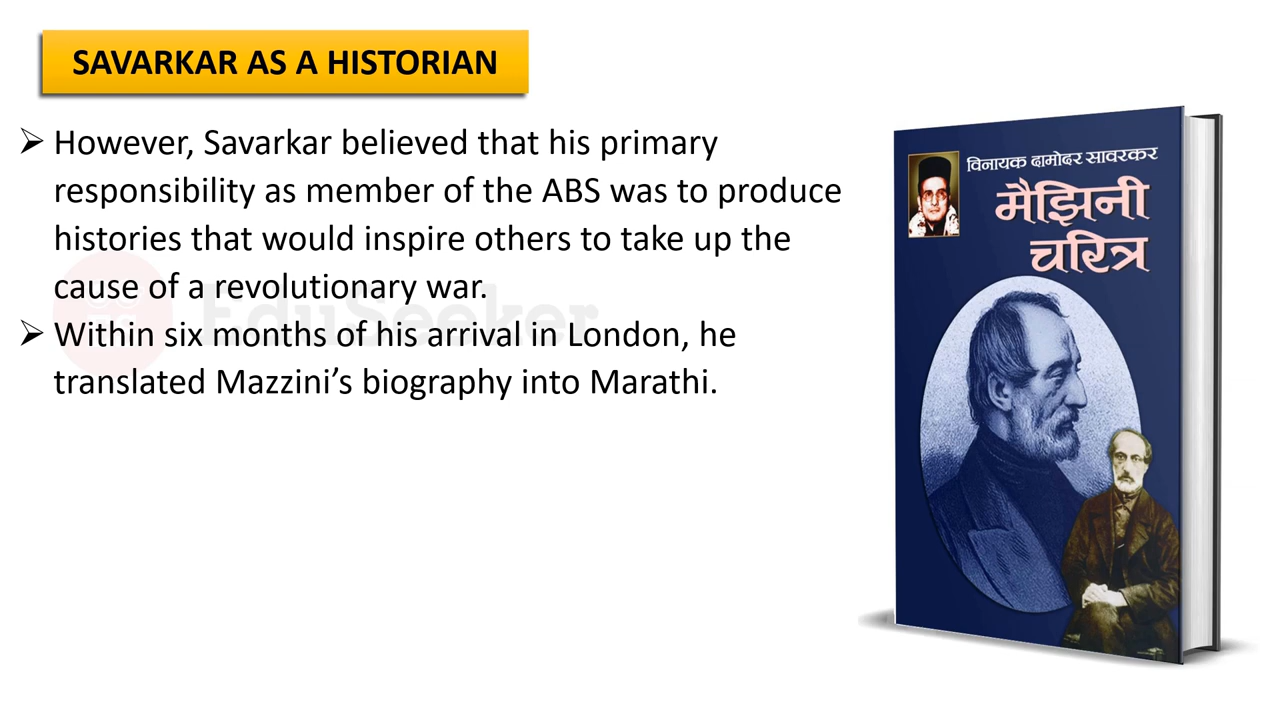 SAVARKAR AS A HISTORIAN
➢ However, Savarkar believed that his primary
responsibility as member of the ABS was to produce
histories that would inspire others to take up the
cause of a revolutionary war.
➢ Within six months of his arrival in London, he
translated Mazzini’s biography into Marathi.
EduSeeker
विनायक दामोदर सावरकर
मॅझिनी
चरित्र